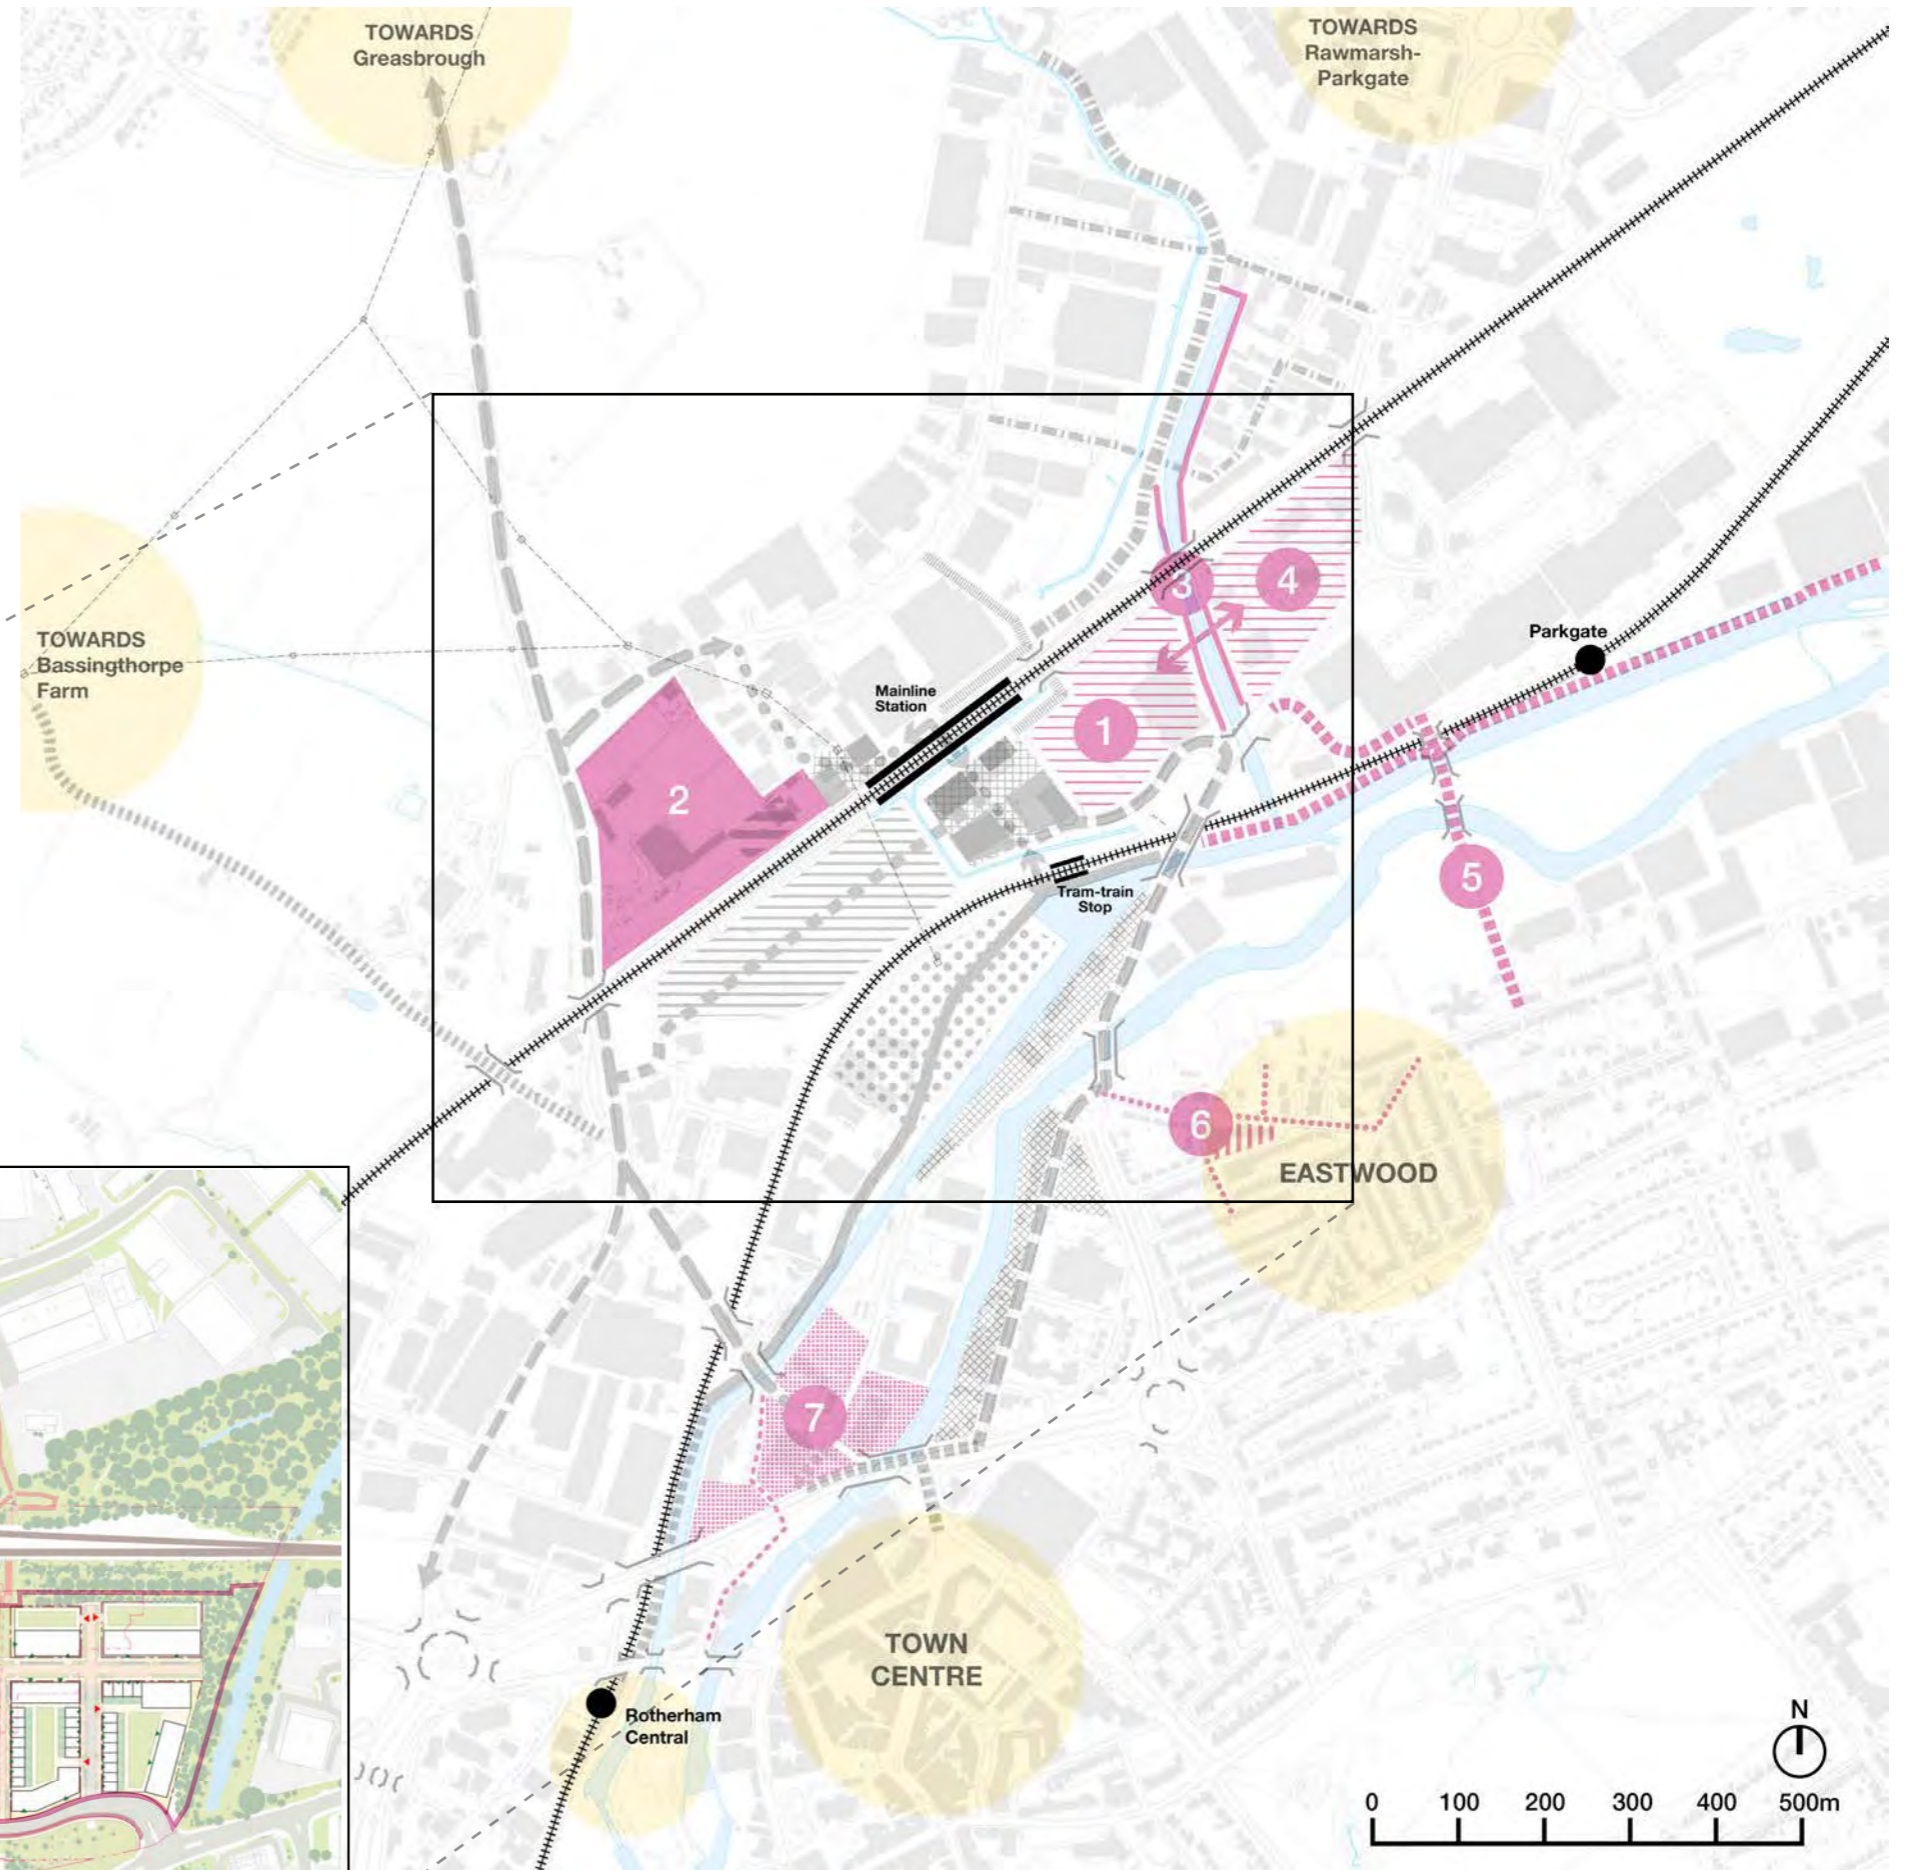 TOWARDS
Greasbrough
TOWARDS
Rawmarsh-
Parkgate
3
4
Parkgate
TOWARDS
Bassingthorpe
Farm
Mainline
Station
1
2
5
Tram-train
Stop
6
EASTWOOD
7
TOWN
CENTRE
Rotherham
Central
N
0 100 200 300 400 500m